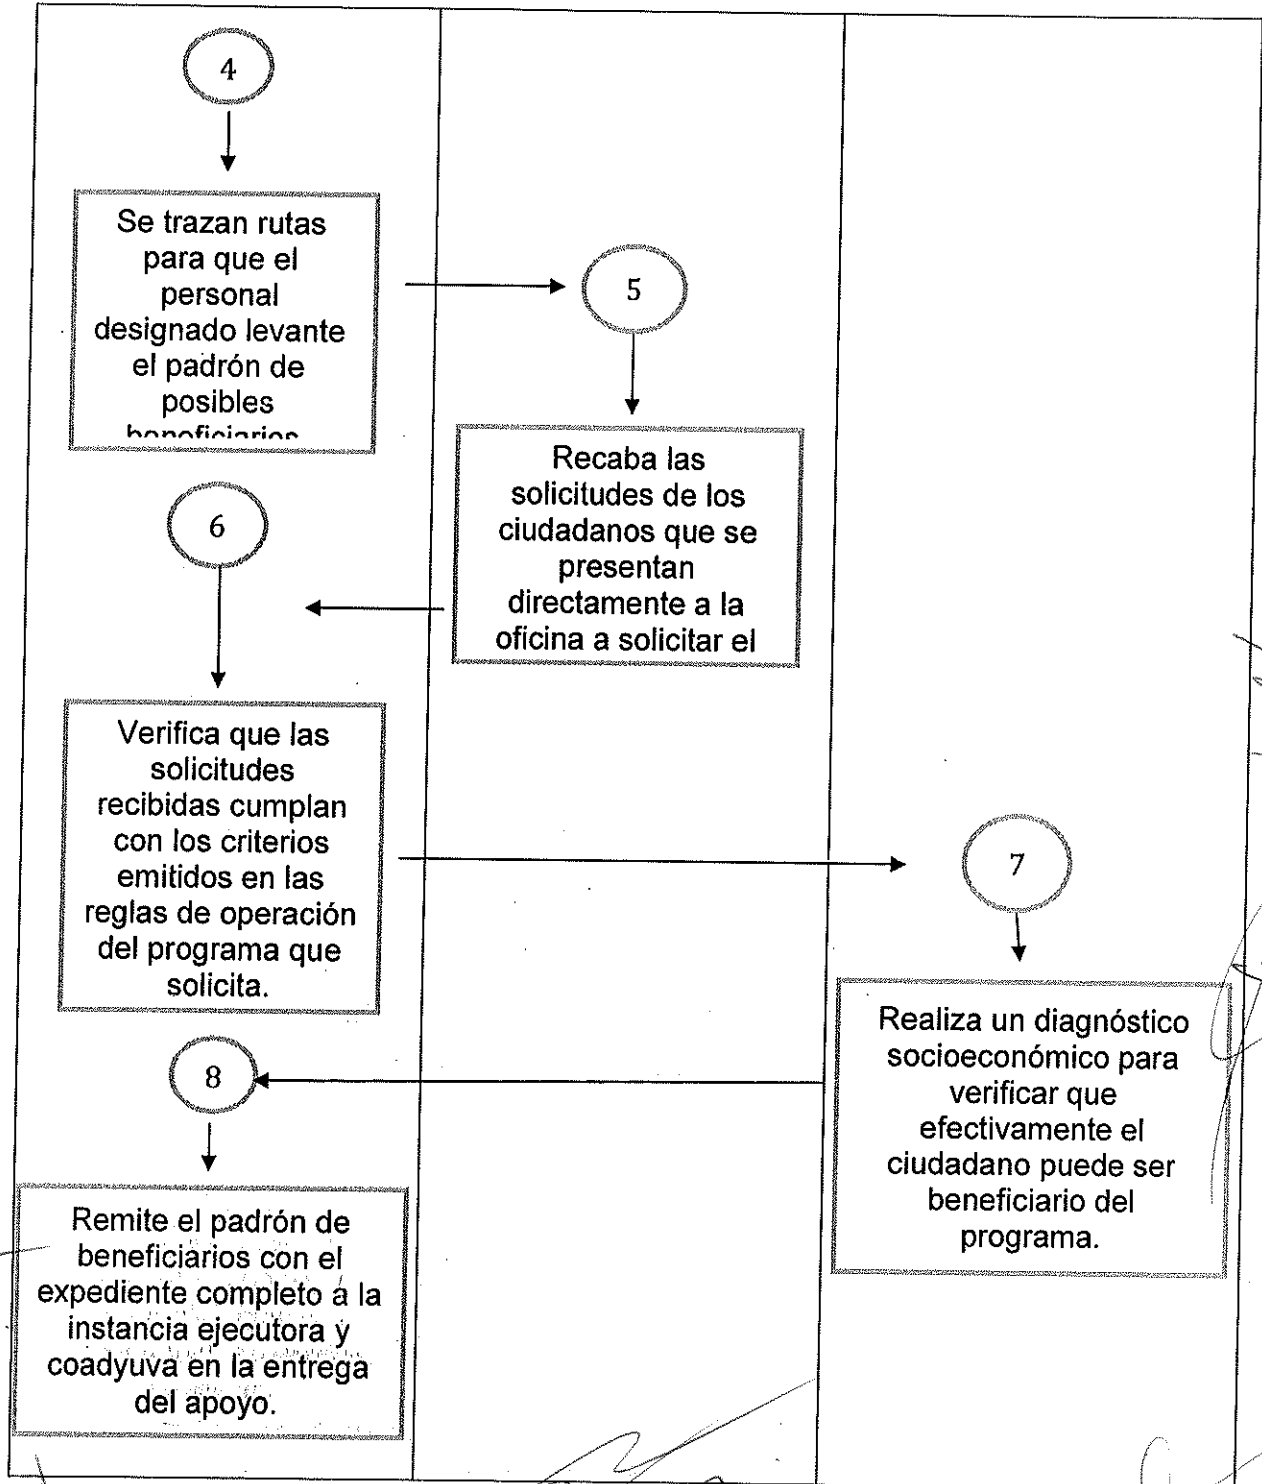 4
Se trazan rutas
para que el
personal
designado levante
el padrón de
posibles
beneficiarios
5
Recaba las
solicitudes de los
ciudadanos que se
presentan
directamente a la
oficina a solicitar el
6
Verifica que las
solicitudes
recibidas cumplan
con los criterios
emitidos en las
reglas de operación
del programa que
solicita.
7
Realiza un diagnóstico
socioeconómico para
verificar que
efectivamente el
ciudadano puede ser
beneficiario del
programa.
8
Remite el padrón de
beneficiarios con el
expediente completo a la
instancia ejecutora y
coadyuva en la entrega
del apoyo.